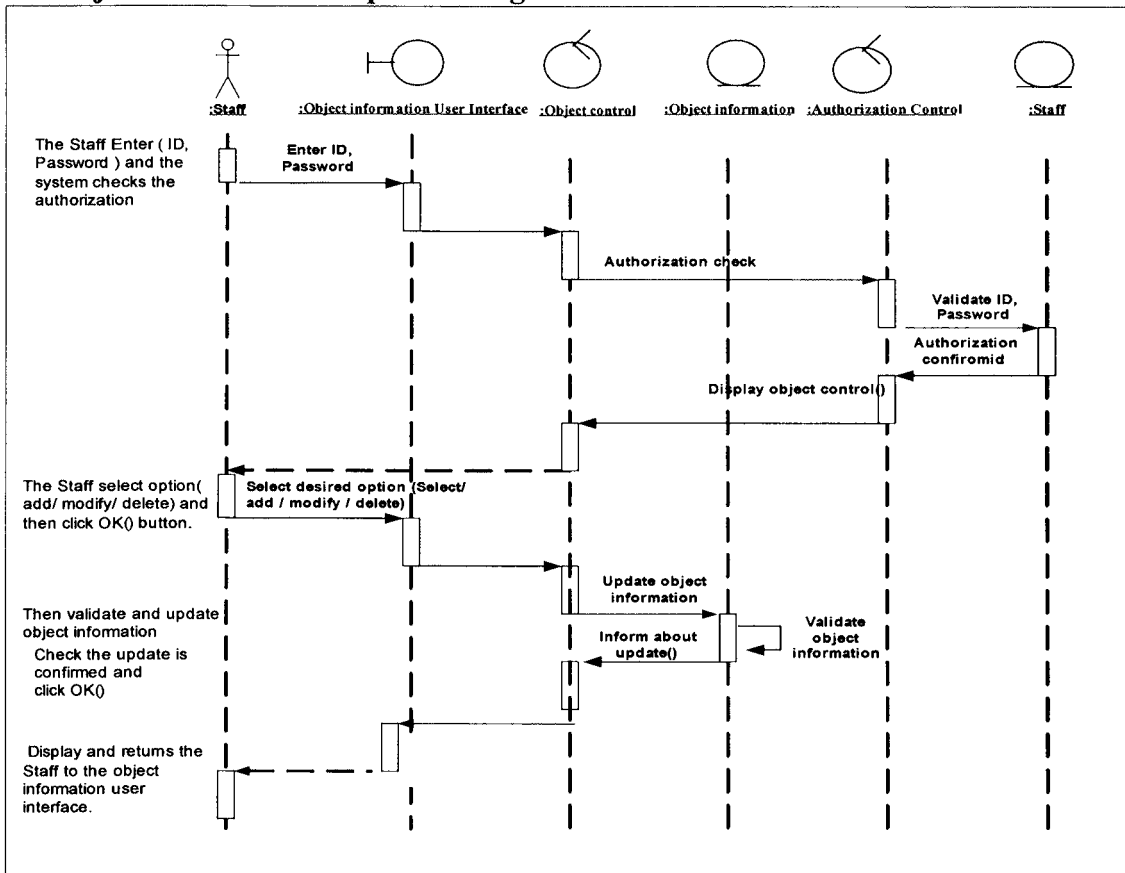 :Staff
:Object information User Interface
:Object control
:Object information
:Authorization Control
:Staff
The Staff Enter ( ID,
Password ) and the
system checks the
authorization
Enter ID,
Password
Authorization check
Validate ID,
Password
Authorization
confiromid
Display object control()
The Staff select option(
add/ modify/ delete) and
then click OK() button.
Select desired option (Select/
add / modify / delete)
Update object
information
Then validate and update
object information
Check the update is
confirmed and
click OK()
Inform about
update()
Validate
object
information
Display and returns the
Staff to the object
information user
interface.